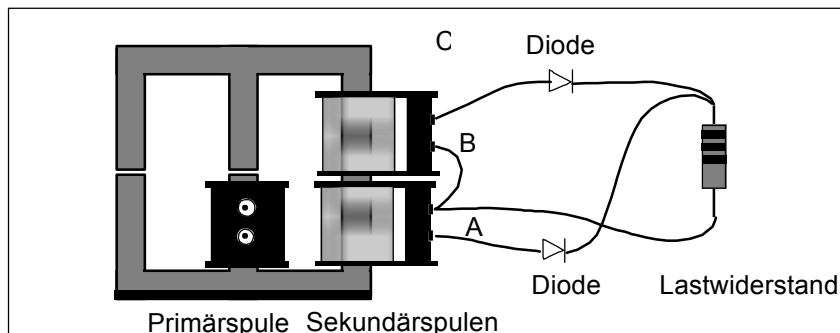 C
Diode
B
A
Diode
Lastwiderstand
Primärspule
Sekundärspulen